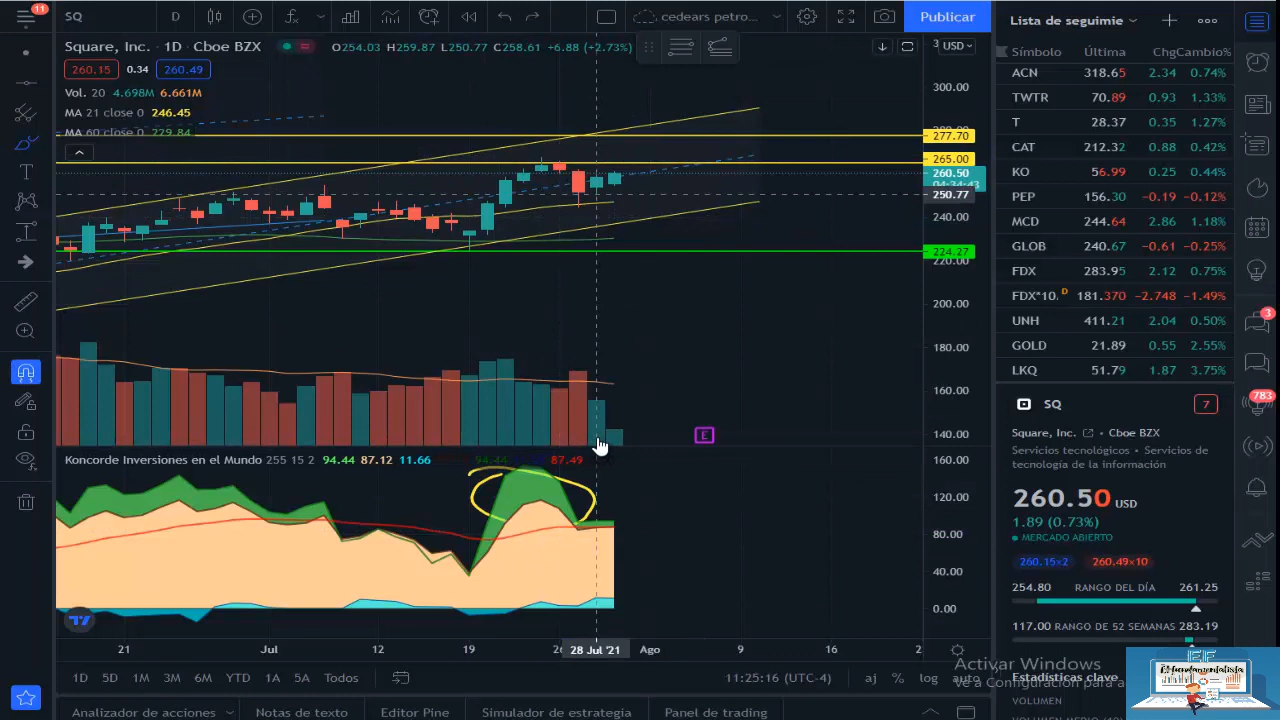 11
SQ
D
cedears petro...
Publicar
Square, Inc. 1D Cboe BZX O254.03 H259.87 L250.77 C258.61 +6.88 (+2.73%)
260.15 0.34 260.49
Vol. 20 4.698M 6.661M
MA 21 close 0 246.45
MA 60 close 0 229.84
USD
300.00
277.70
265.00
260.50
04:34:43
250.77
240.00
224.27
220.00
200.00
180.00
160.00
140.00
E
Koncorde Inversiones en el Mundo 255 15 2 94.44 87.12 11.66 94.44 87.49
160.00
120.00
80.00
40.00
0.00
21 Jul 12 19 28 Jul '21 Ago 9 16
1D 5D 1M 3M 6M YTD 1A 5A Todos
11:25:16 (UTC-4) aj % log auto
Analizador de acciones Notas de texto Editor Pine Simulador de estrategia Panel de trading
Lista de seguimie
Símbolo Última Chg Cambio%
ACN 318.65 2.34 0.74%
TWTR 70.89 0.93 1.33%
T 28.37 0.35 1.27%
CAT 212.32 0.88 0.42%
KO 56.99 0.25 0.44%
PEP 156.30 −0.19 −0.12%
MCD 244.64 2.86 1.18%
GLOB 240.67 −0.61 −0.25%
FDX 283.95 2.12 0.75%
FDX*10. D 181.370 −2.748 −1.49%
UNH 411.21 2.04 0.50%
GOLD 21.89 0.55 2.55%
LKQ 51.79 1.87 3.75%
SQ 7
Square, Inc. Cboe BZX
Servicios tecnológicos • Servicios de
tecnología de la información
260.50 USD
1.89 (0.73%)
MERCADO ABIERTO
260.15×2 260.49×10
254.80 RANGO DEL DÍA 261.25
117.00 RANGO DE 52 SEMANAS 283.19
Estadísticas clave
VOLUMEN
Activar Windows
3
783
EF
El fundamentalista